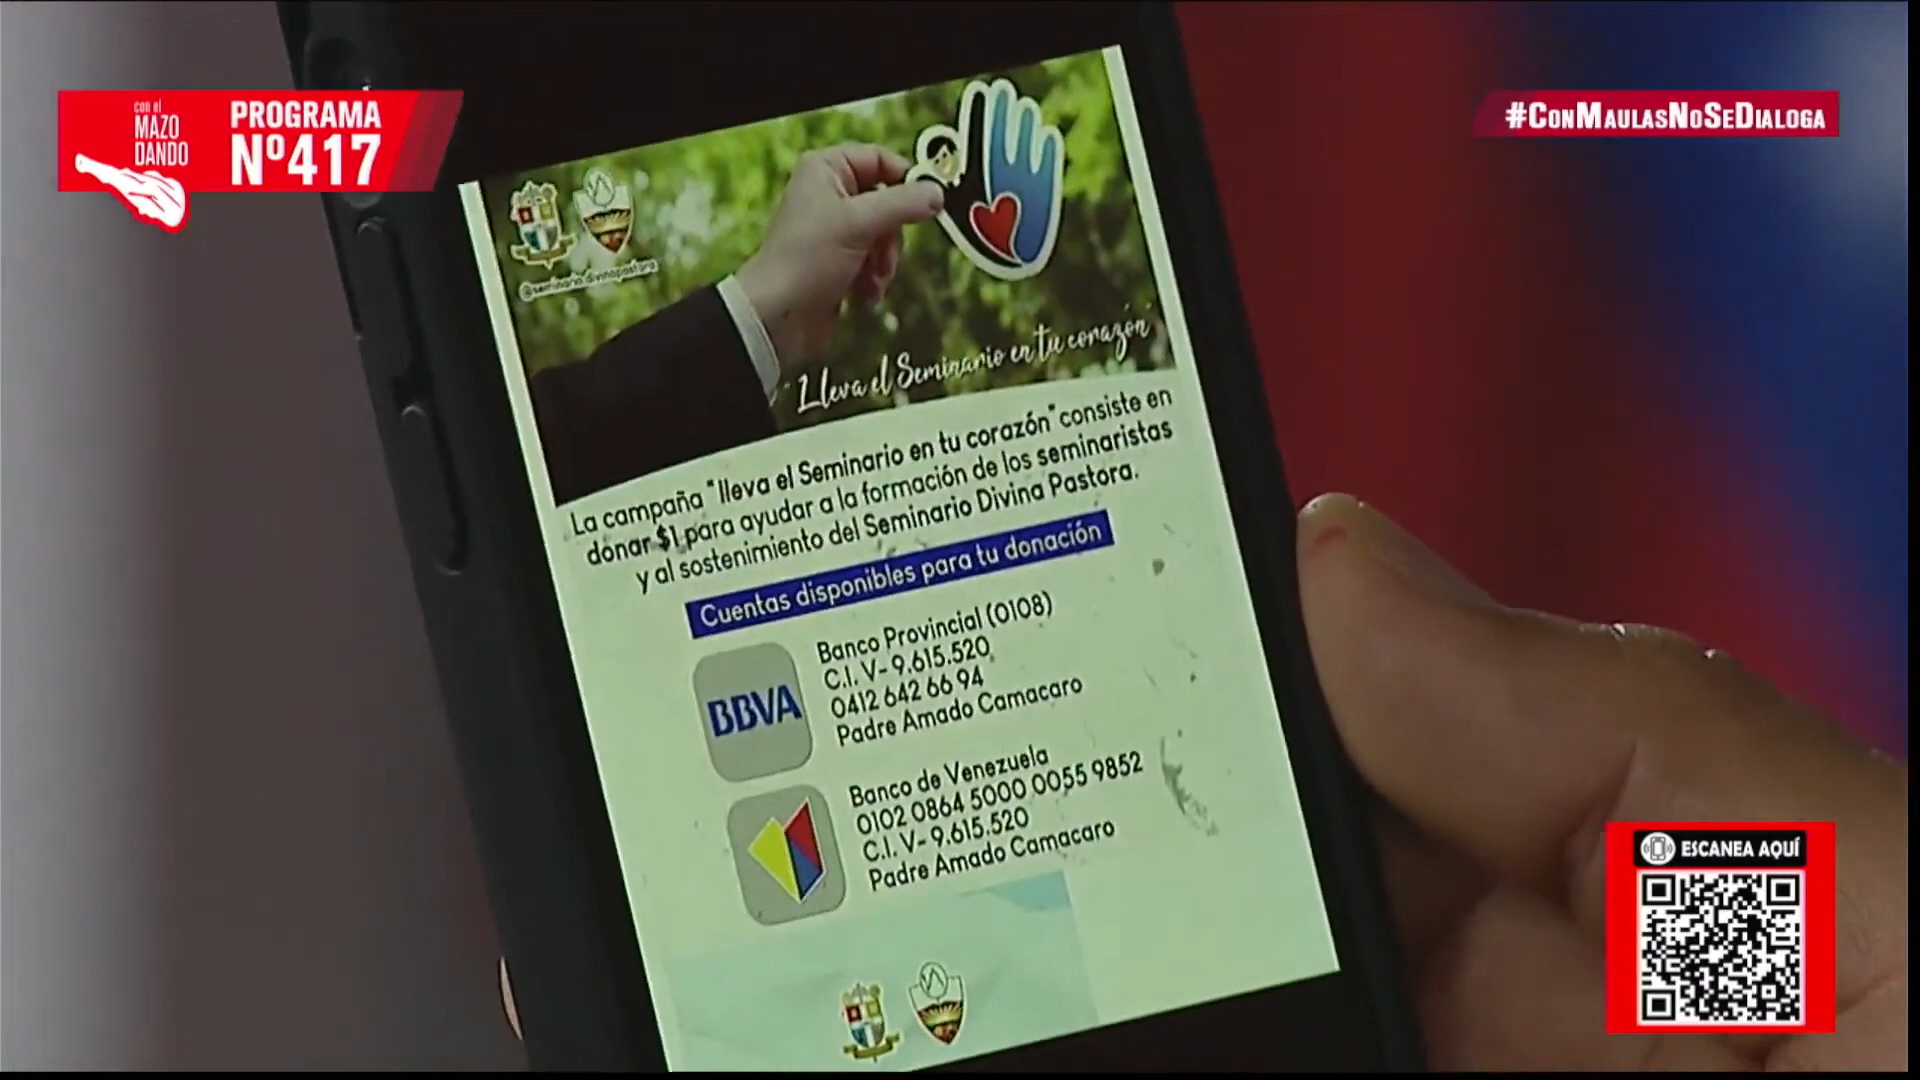 con el
MAZO
DANDO
PROGRAMA
Nº417
#ConMaulasNoSeDialoga
@seminario.divinapastora
"Lleva el Seminario en tu corazón"
La campaña "lleva el Seminario en tu corazón" consiste en
donar $1 para ayudar a la formación de los seminaristas
y al sostenimiento del Seminario Divina Pastora.
Cuentas disponibles para tu donación
BBVA
Banco Provincial (0108)
C.I. V- 9.615.520
0412 642 66 94
Padre Amado Camacaro
Banco de Venezuela
0102 0864 5000 0055 9852
C.I. V- 9.615.520
Padre Amado Camacaro
ESCANEA AQUÍ